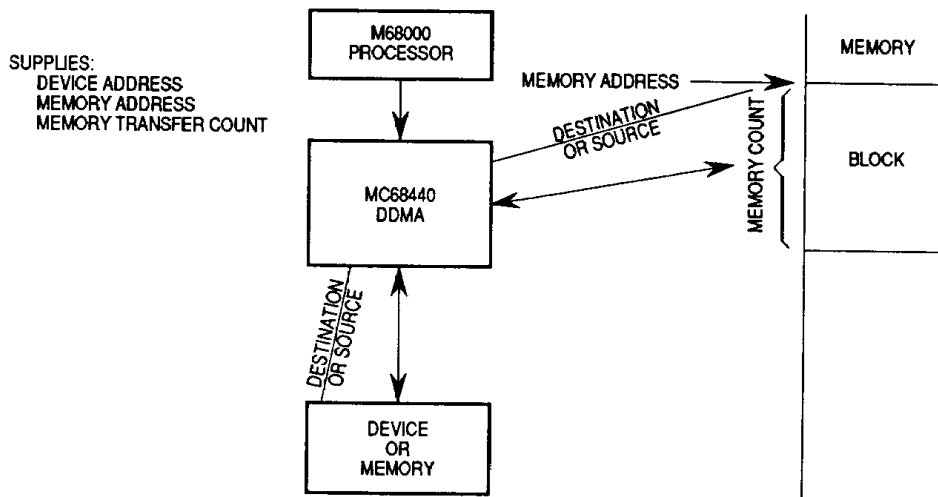 M68000
PROCESSOR
SUPPLIES:
DEVICE ADDRESS
MEMORY ADDRESS
MEMORY TRANSFER COUNT
MEMORY ADDRESS
MEMORY
DESTINATION
OR SOURCE
MC68440
DDMA
MEMORY COUNT
BLOCK
DESTINATION
OR SOURCE
DEVICE
OR
MEMORY